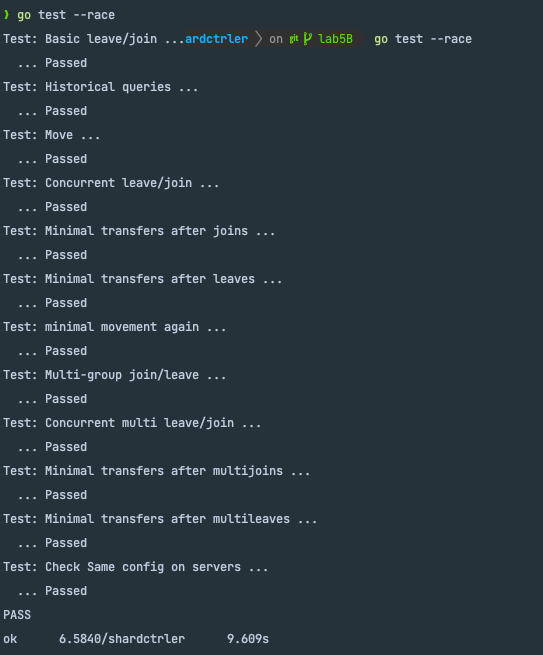 ❯ go test --race
Test: Basic leave/join ...ardctrler 〉on git lab5B go test --race
... Passed
Test: Historical queries ...
... Passed
Test: Move ...
... Passed
Test: Concurrent leave/join ...
... Passed
Test: Minimal transfers after joins ...
... Passed
Test: Minimal transfers after leaves ...
... Passed
Test: minimal movement again ...
... Passed
Test: Multi-group join/leave ...
... Passed
Test: Concurrent multi leave/join ...
... Passed
Test: Minimal transfers after multijoins ...
... Passed
Test: Minimal transfers after multileaves ...
... Passed
Test: Check Same config on servers ...
... Passed
PASS
ok 6.5840/shardctrler 9.609s